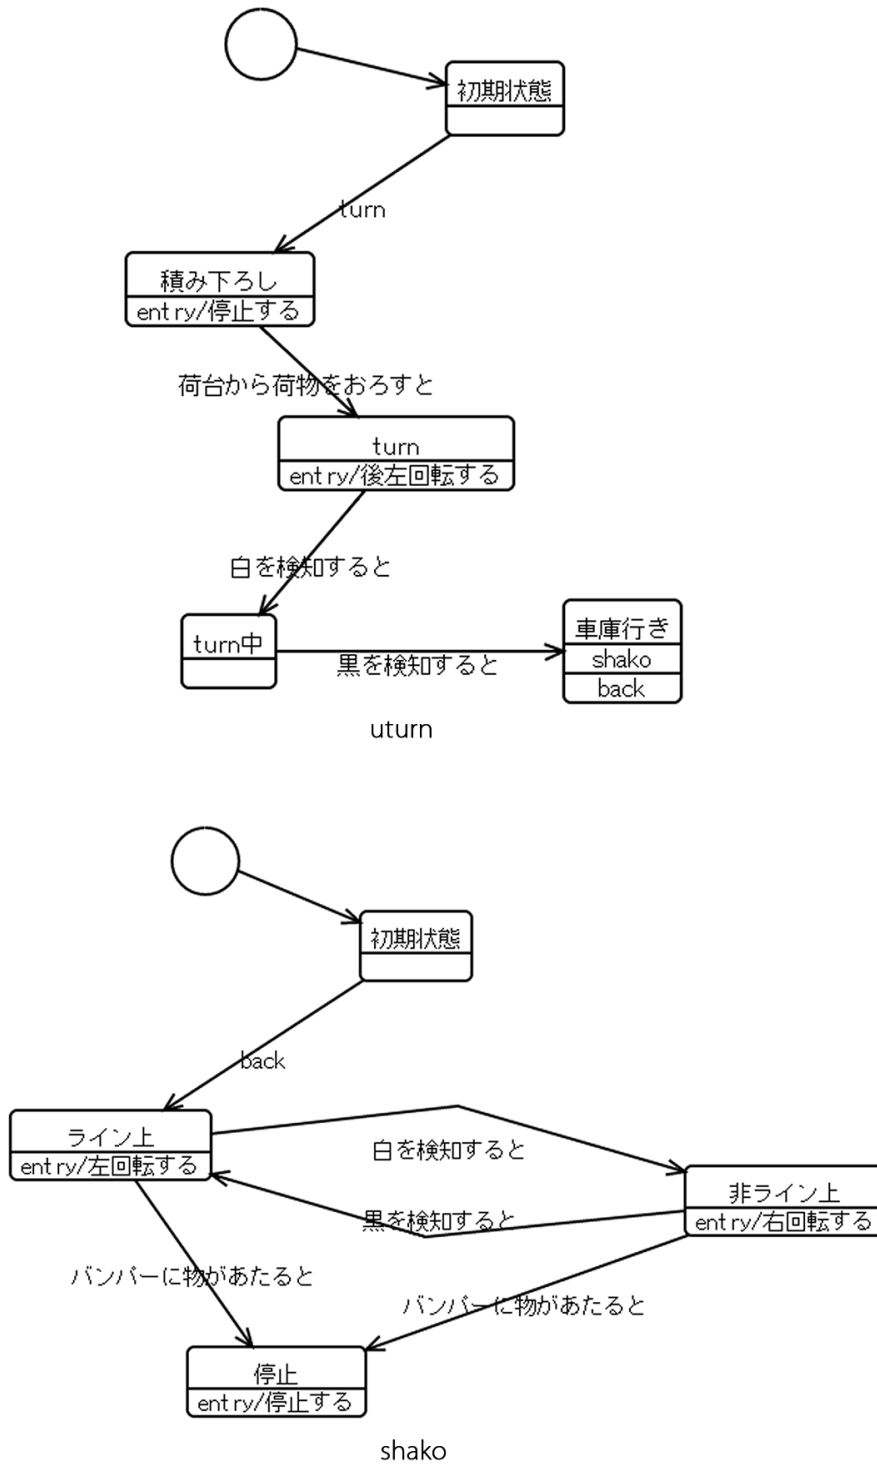 初期状態
turn
積み下ろし
entry/停止する
荷台から荷物をおろすと
turn
entry/後左回転する
白を検知すると
turn中
黒を検知すると
車庫行き
shako
back
uturn
初期状態
back
ライン上
entry/左回転する
白を検知すると
黒を検知すると
非ライン上
entry/右回転する
バンパーに物があたると
バンパーに物があたると
停止
entry/停止する
shako